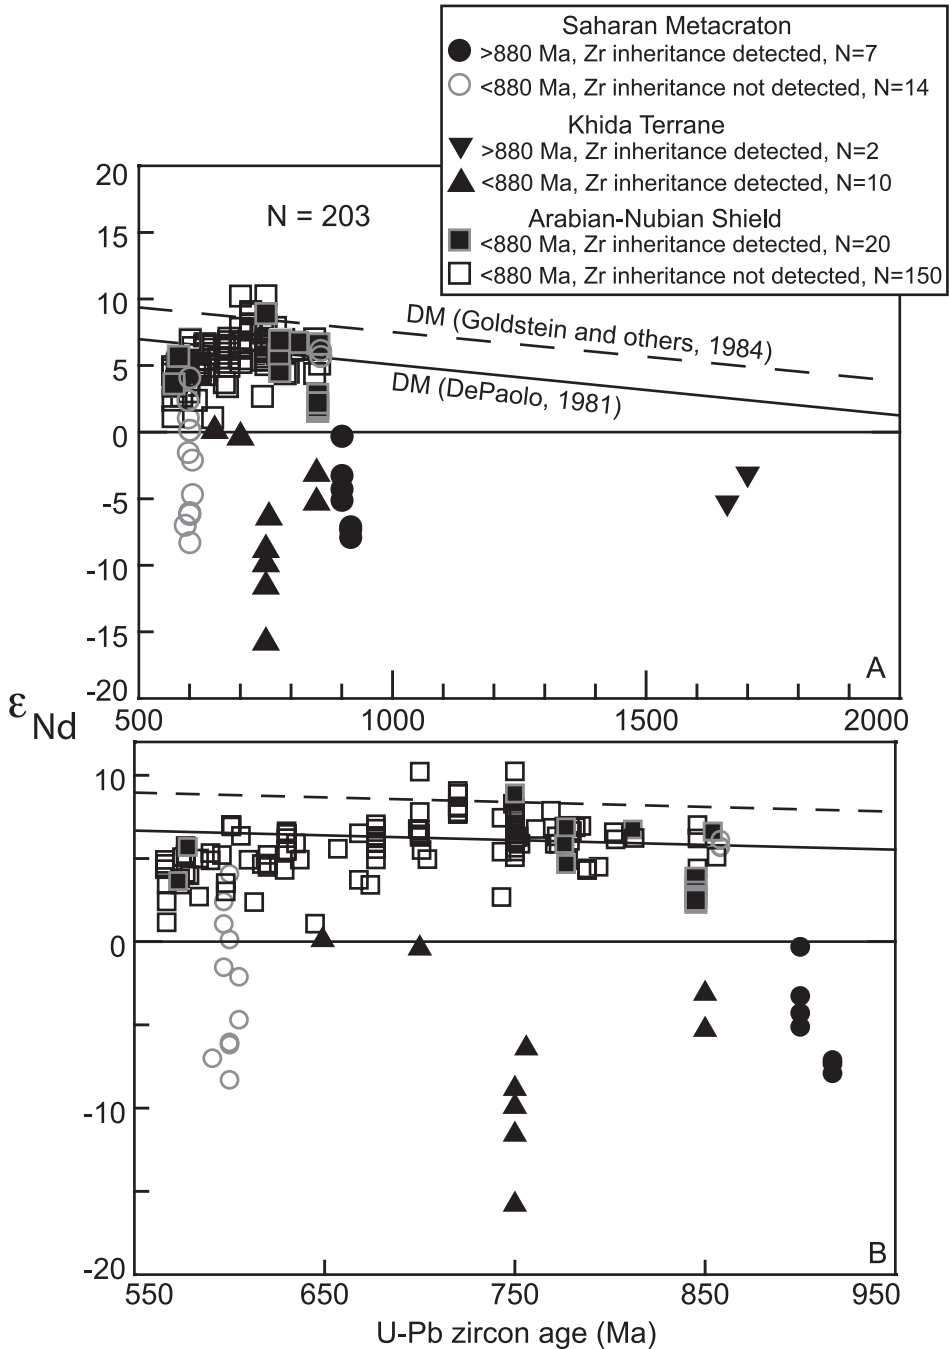 Saharan Metacraton
>880 Ma, Zr inheritance detected, N=7
<880 Ma, Zr inheritance not detected, N=14
Khida Terrane
>880 Ma, Zr inheritance detected, N=2
<880 Ma, Zr inheritance detected, N=10
Arabian-Nubian Shield
<880 Ma, Zr inheritance detected, N=20
<880 Ma, Zr inheritance not detected, N=150
20
N = 203
15
10
DM (Goldstein and others, 1984)
5
DM (DePaolo, 1981)
0
-5
-10
-15
A
-20
500
1000
1500
2000
εNd
10
0
-10
B
-20
550
650
750
850
950
U-Pb zircon age (Ma)